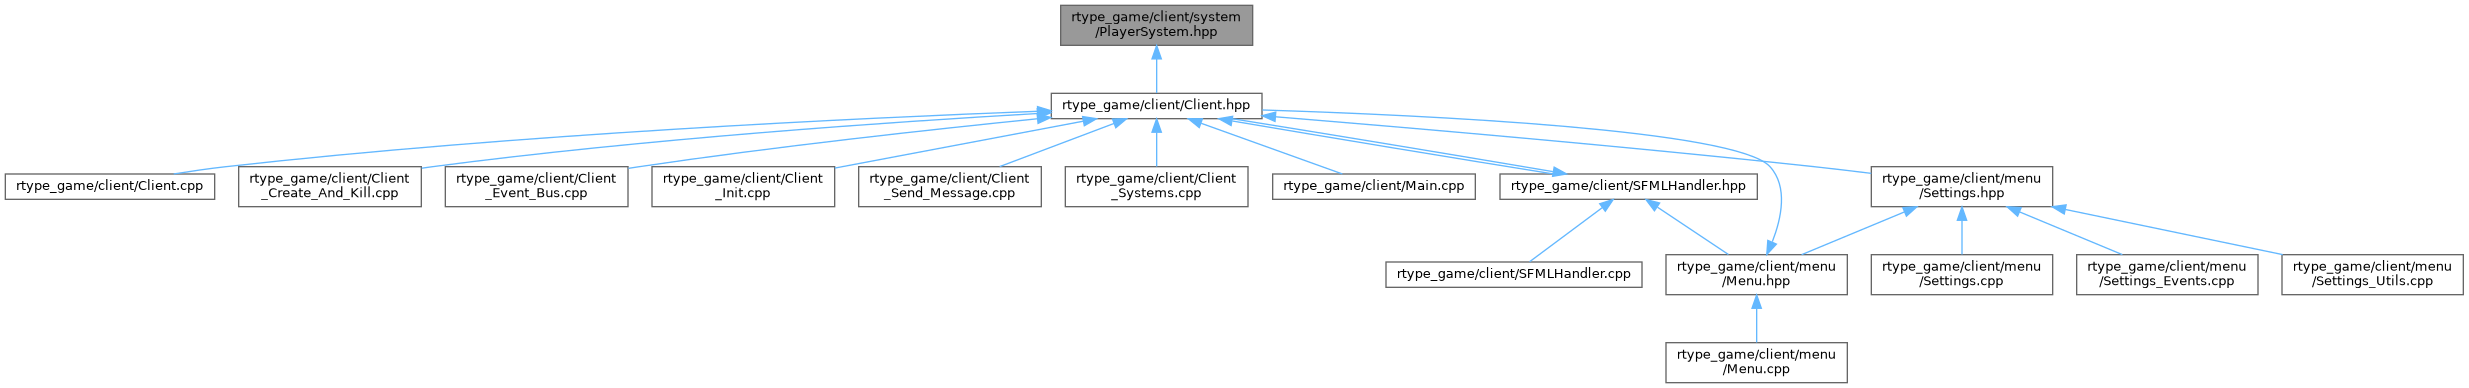 rtype_game/client/system
/PlayerSystem.hpp
rtype_game/client/Client.hpp
rtype_game/client/Client.cpp
rtype_game/client/Client
_Create_And_Kill.cpp
rtype_game/client/Client
_Event_Bus.cpp
rtype_game/client/Client
_Init.cpp
rtype_game/client/Client
_Send_Message.cpp
rtype_game/client/Client
_Systems.cpp
rtype_game/client/Main.cpp
rtype_game/client/SFMLHandler.hpp
rtype_game/client/menu
/Settings.hpp
rtype_game/client/SFMLHandler.cpp
rtype_game/client/menu
/Menu.hpp
rtype_game/client/menu
/Settings.cpp
rtype_game/client/menu
/Settings_Events.cpp
rtype_game/client/menu
/Settings_Utils.cpp
rtype_game/client/menu
/Menu.cpp